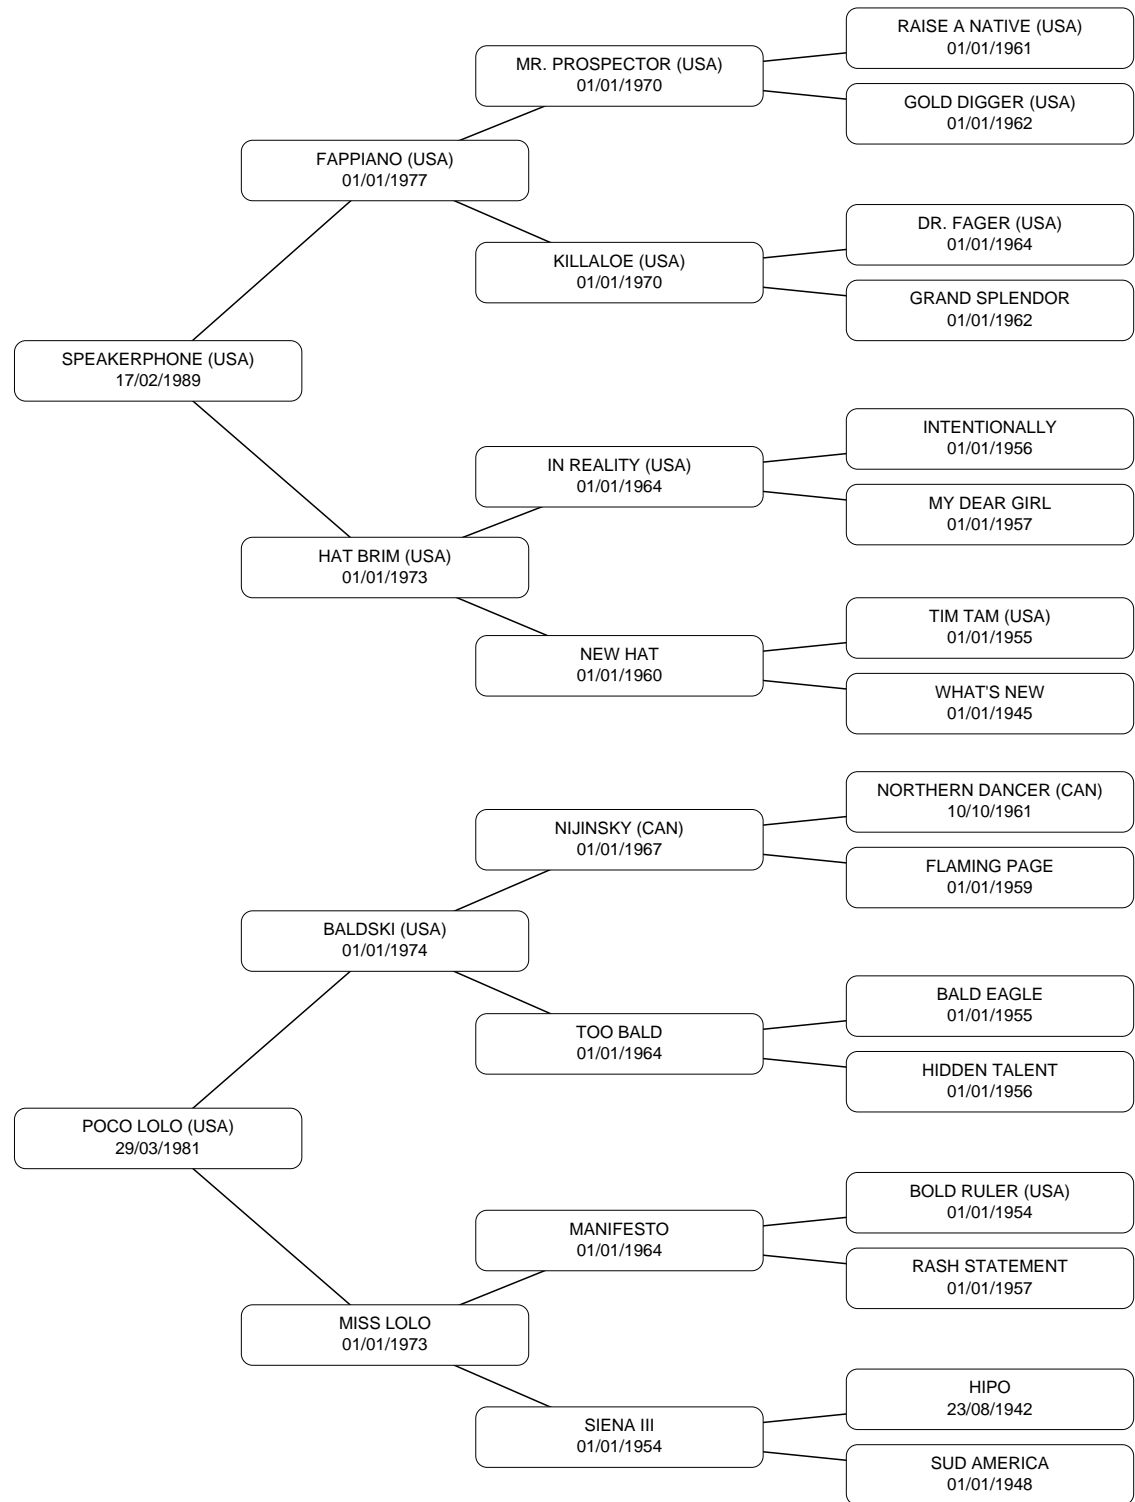 RAISE A NATIVE (USA)
01/01/1961
MR. PROSPECTOR (USA)
01/01/1970
GOLD DIGGER (USA)
01/01/1962
FAPPIANO (USA)
01/01/1977
DR. FAGER (USA)
01/01/1964
KILLALOE (USA)
01/01/1970
GRAND SPLENDOR
01/01/1962
SPEAKERPHONE (USA)
17/02/1989
INTENTIONALLY
01/01/1956
IN REALITY (USA)
01/01/1964
MY DEAR GIRL
01/01/1957
HAT BRIM (USA)
01/01/1973
TIM TAM (USA)
01/01/1955
NEW HAT
01/01/1960
WHAT'S NEW
01/01/1945
NORTHERN DANCER (CAN)
10/10/1961
NIJINSKY (CAN)
01/01/1967
FLAMING PAGE
01/01/1959
BALDSKI (USA)
01/01/1974
BALD EAGLE
01/01/1955
TOO BALD
01/01/1964
HIDDEN TALENT
01/01/1956
POCO LOLO (USA)
29/03/1981
BOLD RULER (USA)
01/01/1954
MANIFESTO
01/01/1964
RASH STATEMENT
01/01/1957
MISS LOLO
01/01/1973
HIPO
23/08/1942
SIENA III
01/01/1954
SUD AMERICA
01/01/1948